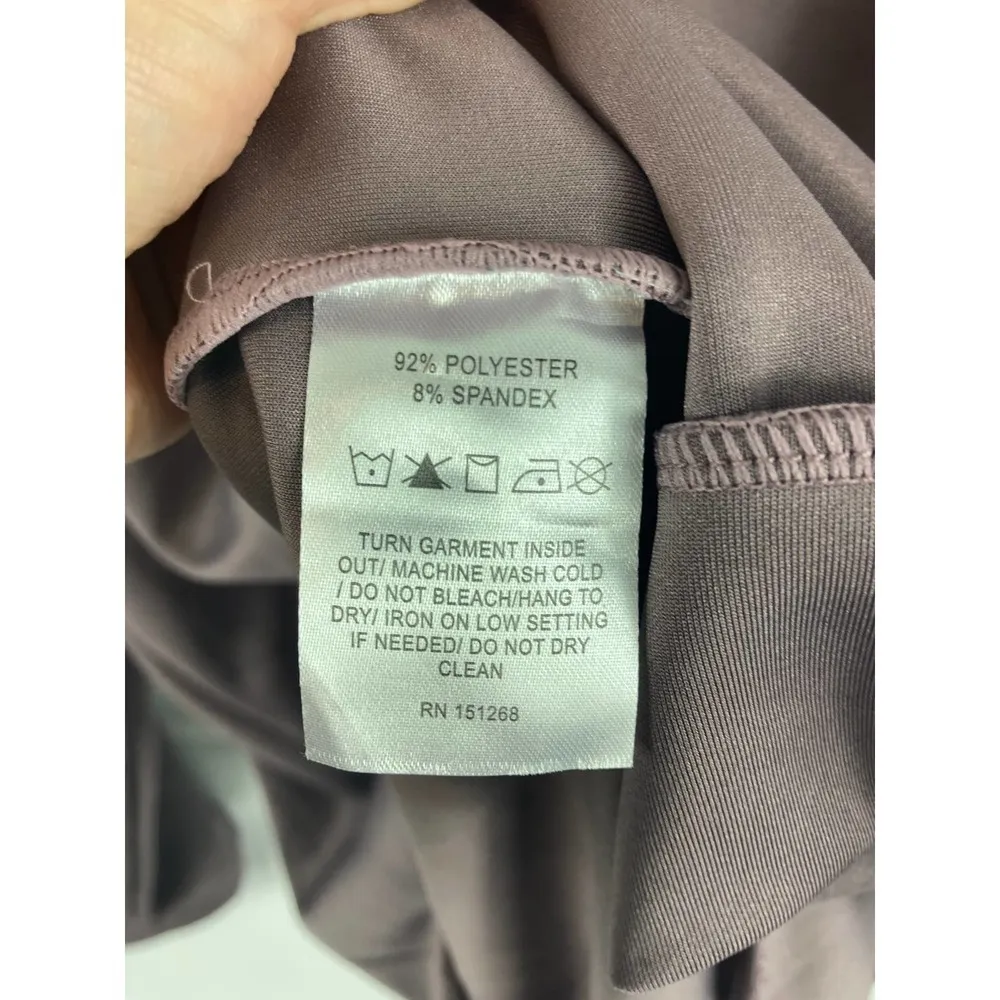 92% POLYESTER
8% SPANDEX
TURN GARMENT INSIDE
OUT/ MACHINE WASH COLD
/ DO NOT BLEACH/HANG TO
DRY/ IRON ON LOW SETTING
IF NEEDED/ DO NOT DRY
CLEAN
RN 151268